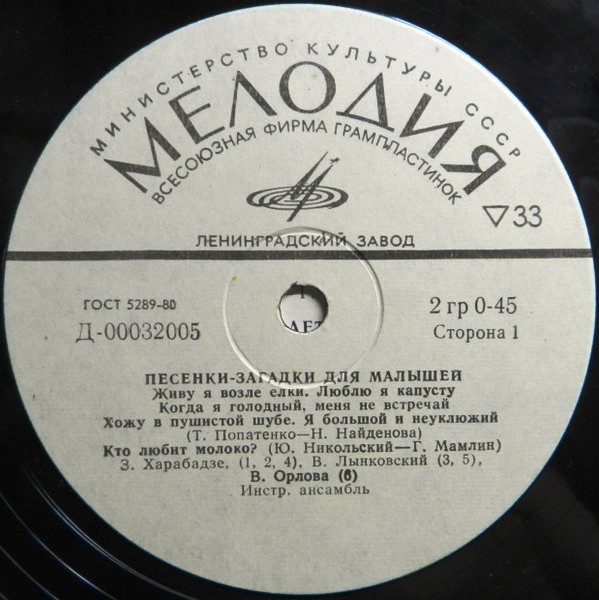 МИНИСТЕРСТВО КУЛЬТУРЫ СССР
МЕЛОДИЯ
ВСЕСОЮЗНАЯ ФИРМА ГРАМПЛАСТИНОК
33
ЛЕНИНГРАДСКИЙ ЗАВОД
ГОСТ 5289-80
2 гр 0-45
Д-00032005
Сторона 1
ПЕСЕНКИ-ЗАГАДКИ ДЛЯ МАЛЫШЕЙ
Живу я возле елки. Люблю я капусту
Когда я голодный, меня не встречай
Хожу в пушистой шубе. Я большой и неуклюжий
(Т. Попатенко—Н. Найденова)
Кто любит молоко? (Ю. Никольский—Г. Мамлин)
З. Харабадзе, (1, 2, 4), В. Лынковский (3, 5),
В. Орлова (6)
Инстр. ансамбль